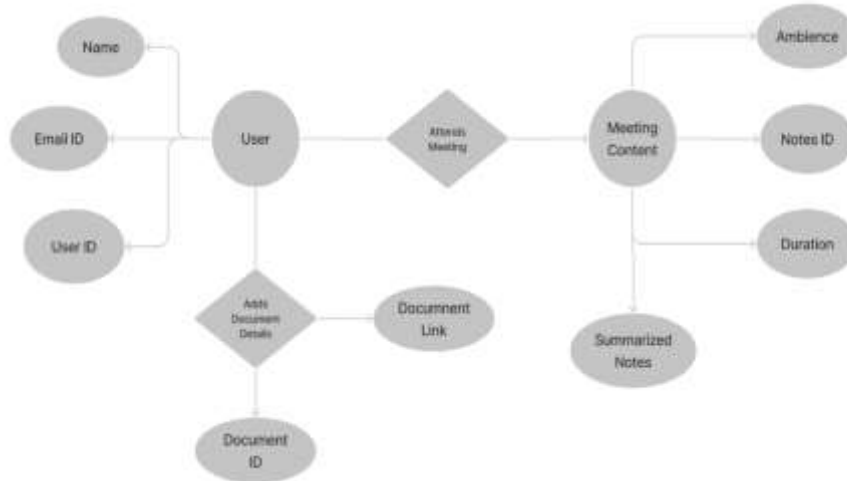 Name
Ambience
Email ID
User
Attends
Meeting
Meeting
Content
Notes ID
User ID
Duration
Adds
Document
Details
Documnent
Link
Summarized
Notes
Document
ID